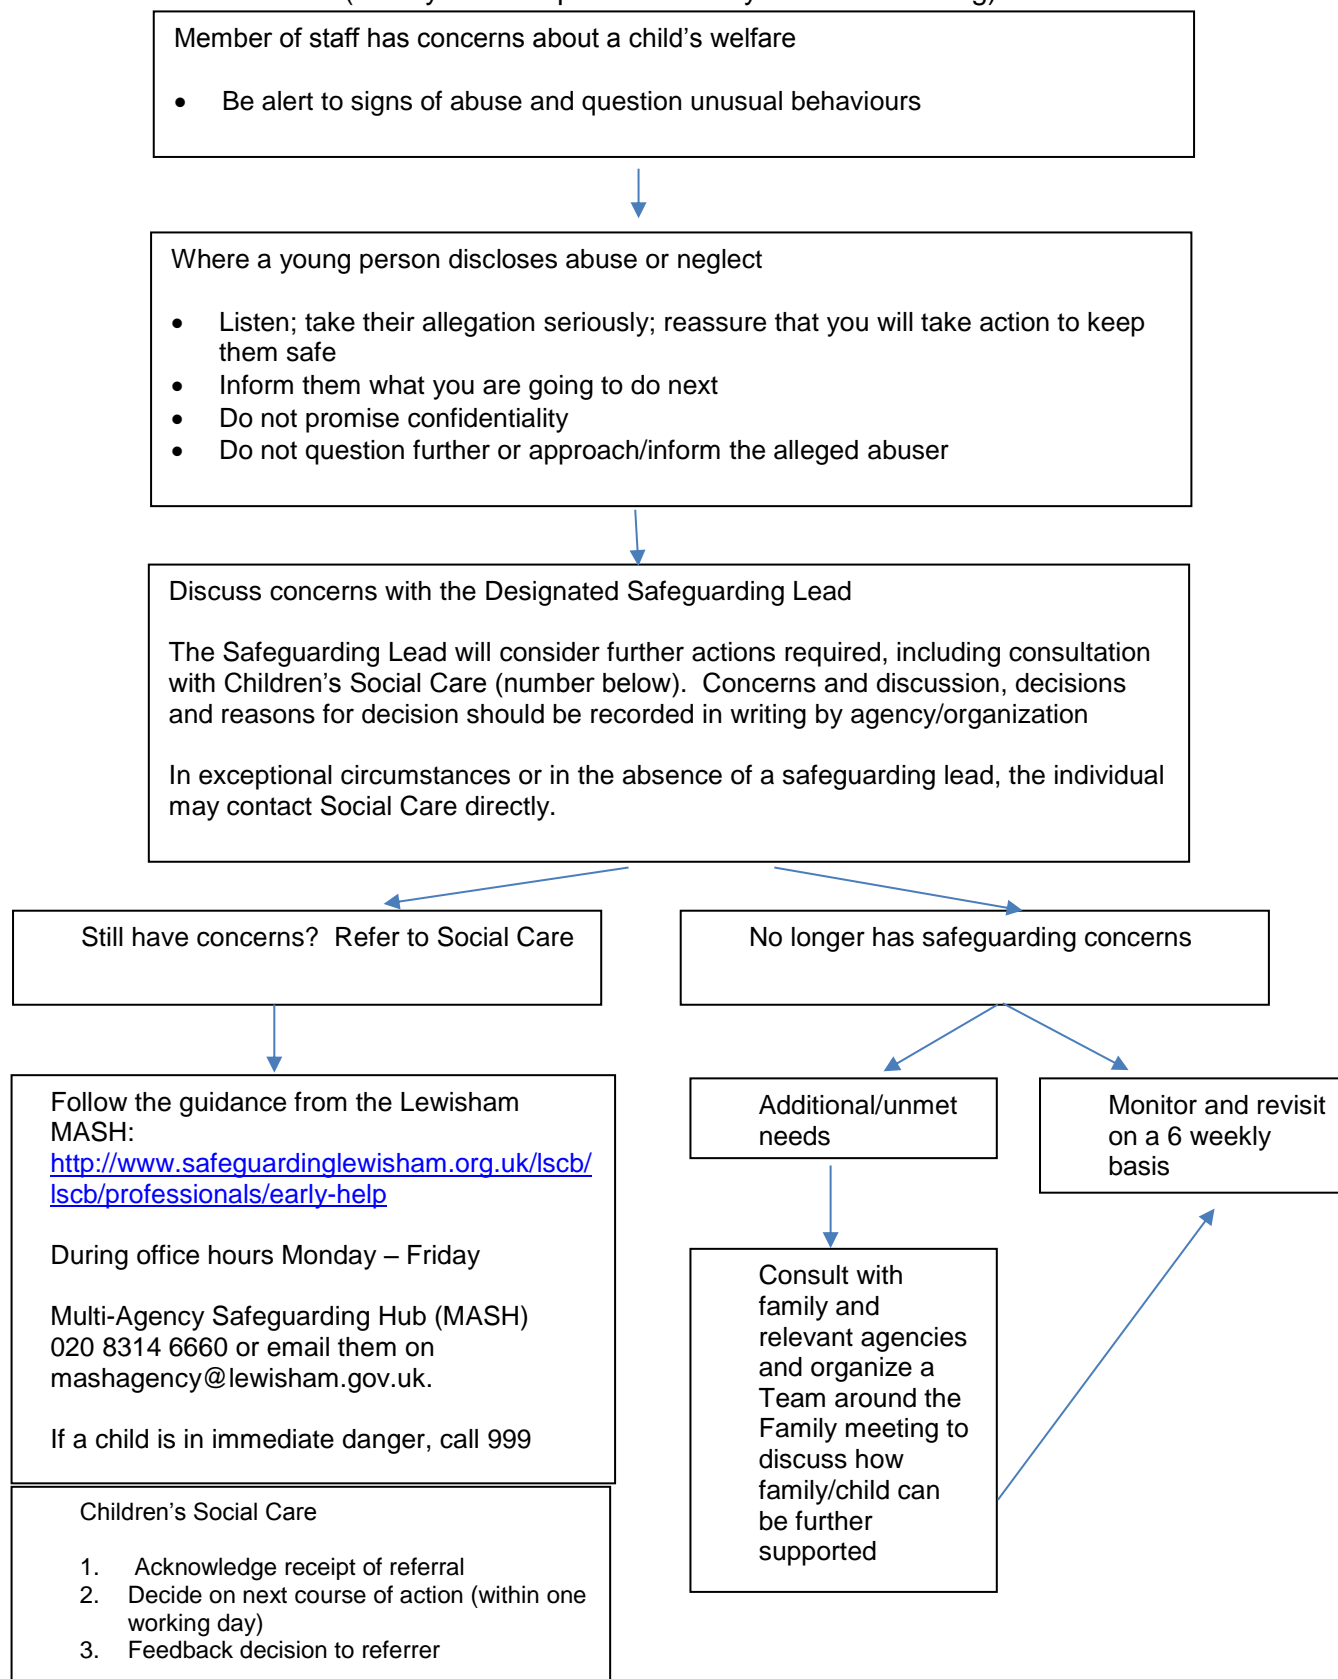 Member of staff has concerns about a child’s welfare
• Be alert to signs of abuse and question unusual behaviours
Where a young person discloses abuse or neglect
• Listen; take their allegation seriously; reassure that you will take action to keep
them safe
• Inform them what you are going to do next
• Do not promise confidentiality
• Do not question further or approach/inform the alleged abuser
Discuss concerns with the Designated Safeguarding Lead
The Safeguarding Lead will consider further actions required, including consultation
with Children’s Social Care (number below).  Concerns and discussion, decisions
and reasons for decision should be recorded in writing by agency/organization
In exceptional circumstances or in the absence of a safeguarding lead, the individual
may contact Social Care directly.
Still have concerns?  Refer to Social Care
No longer has safeguarding concerns
Follow the guidance from the Lewisham
MASH:
http://www.safeguardinglewisham.org.uk/lscb/
lscb/professionals/early-help
During office hours Monday – Friday
Multi-Agency Safeguarding Hub (MASH)
020 8314 6660 or email them on
mashagency@lewisham.gov.uk.
If a child is in immediate danger, call 999
Children’s Social Care
1. Acknowledge receipt of referral
2. Decide on next course of action (within one
working day)
3. Feedback decision to referrer
Additional/unmet
needs
Monitor and revisit
on a 6 weekly
basis
Consult with
family and
relevant agencies
and organize a
Team around the
Family meeting to
discuss how
family/child can
be further
supported